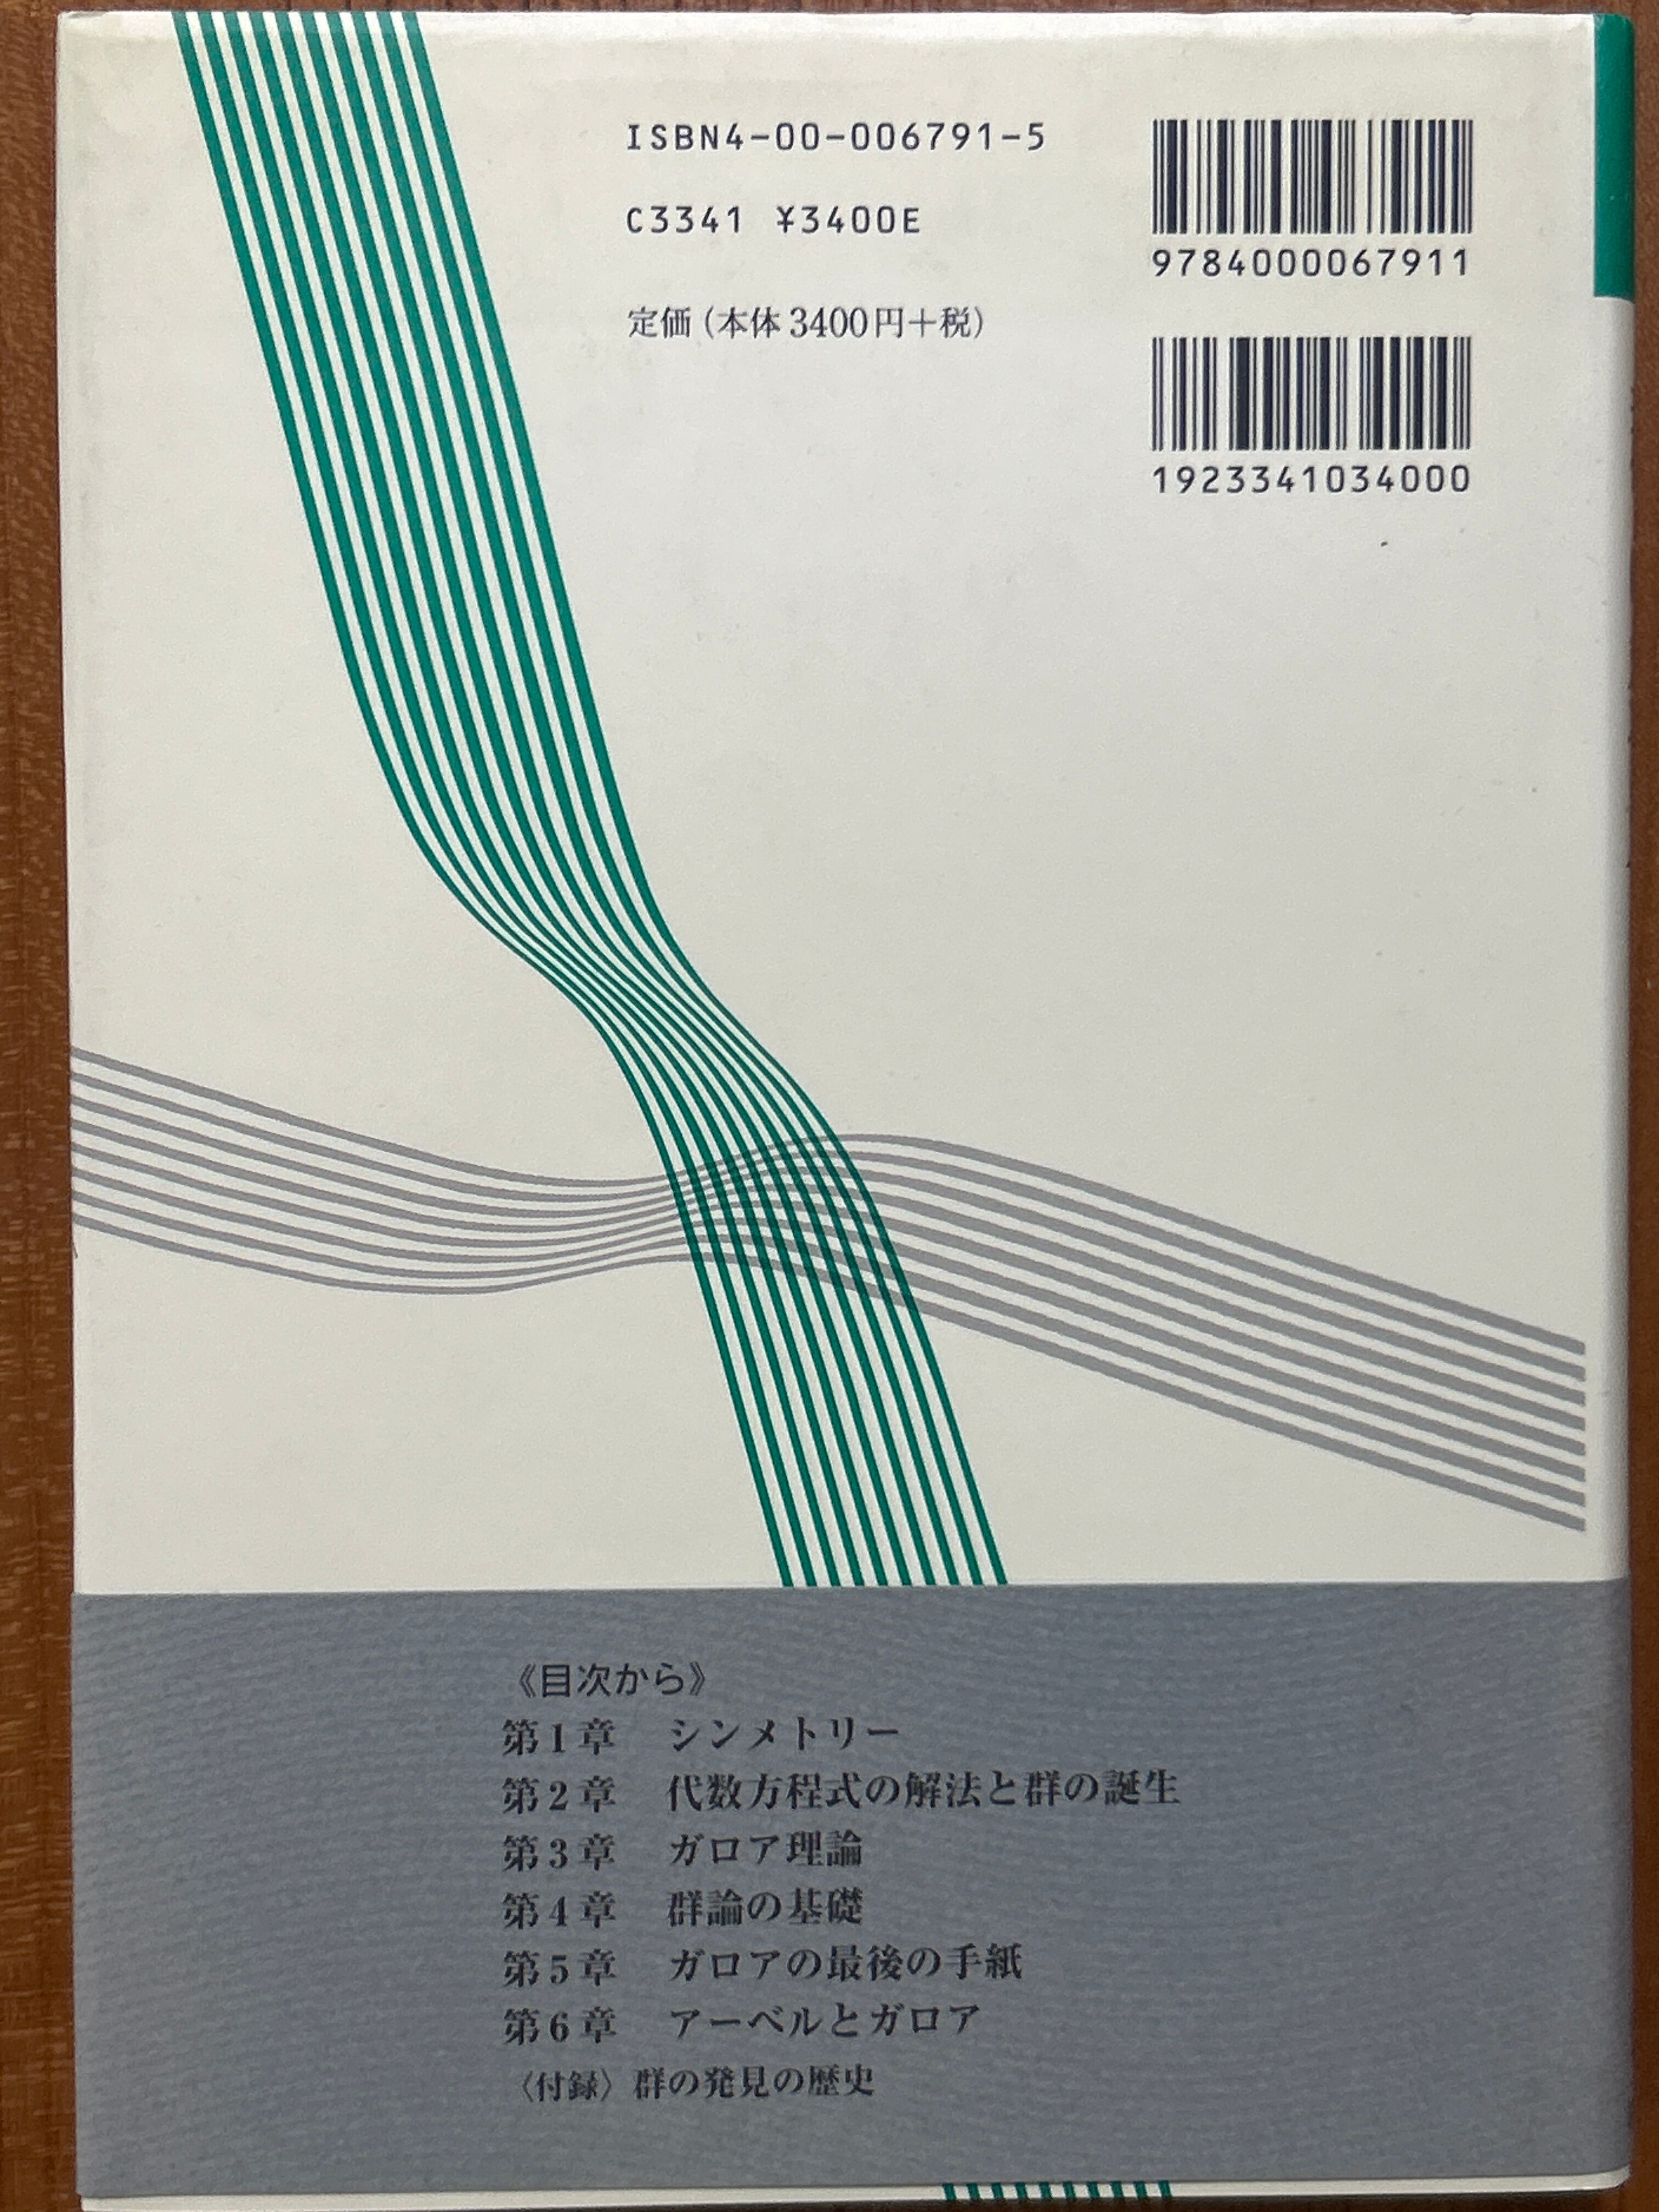 ISBN4-00-006791-5
C3341 ¥3400E
定価(本体3400円+税)
9784000067911
1923341034000
《目次から》
第1章 シンメトリー
第2章 代数方程式の解法と群の誕生
第3章 ガロア理論
第4章 群論の基礎
第5章 ガロアの最後の手紙
第6章 アーベルとガロア
〈付録〉群の発見の歴史